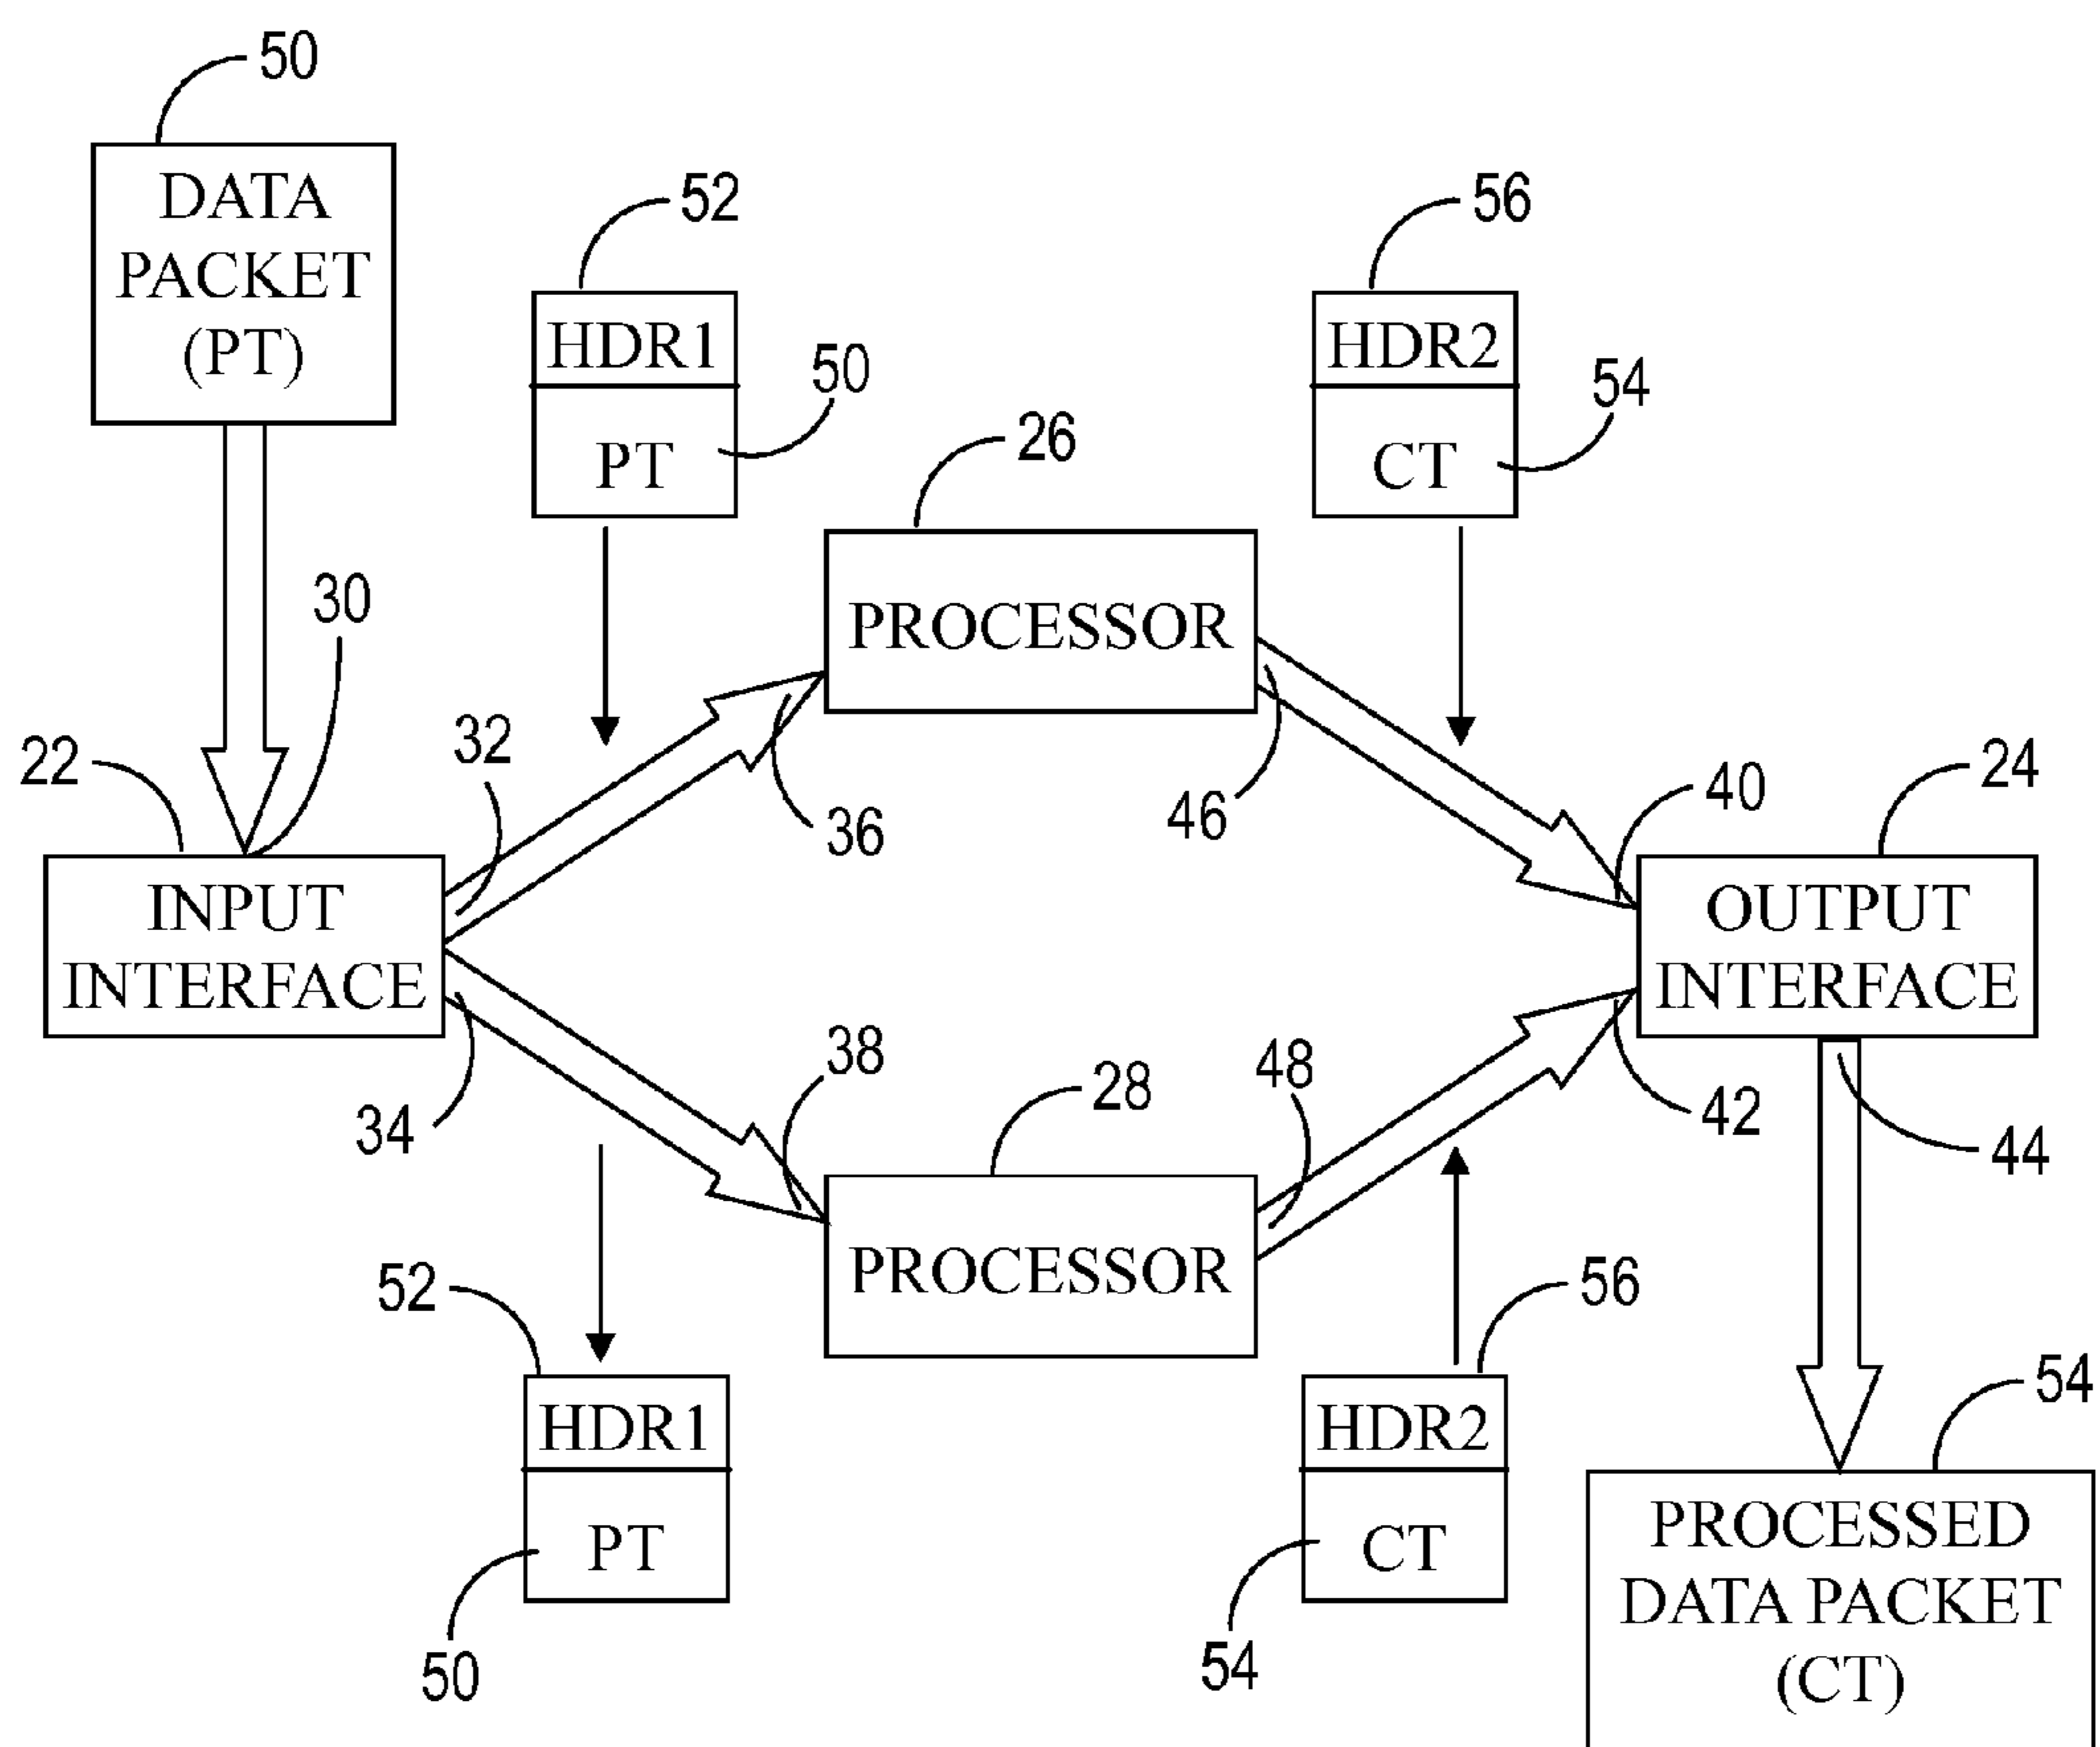 50
DATA
PACKET
(PT)
52
HDR1
50
PT
56
HDR2
54
CT
26
PROCESSOR
30
22
32
36
46
40
24
INPUT
INTERFACE
OUTPUT
INTERFACE
34
38
28
48
42
44
PROCESSOR
52
HDR1
PT
50
56
HDR2
CT
54
54
PROCESSED
DATA PACKET
(CT)